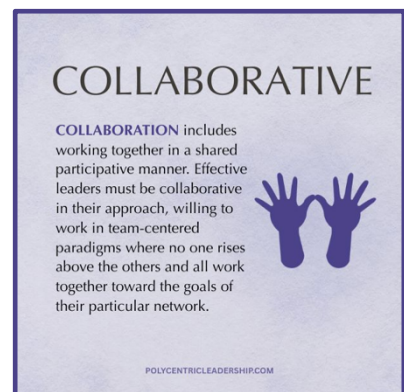 COLLABORATIVE
COLLABORATION includes
working together in a shared
participative manner. Effective
leaders must be collaborative
in their approach, willing to
work in team-centered
paradigms where no one rises
above the others and all work
together toward the goals of
their particular network.
POLYCENTRICLEADERSHIP.COM